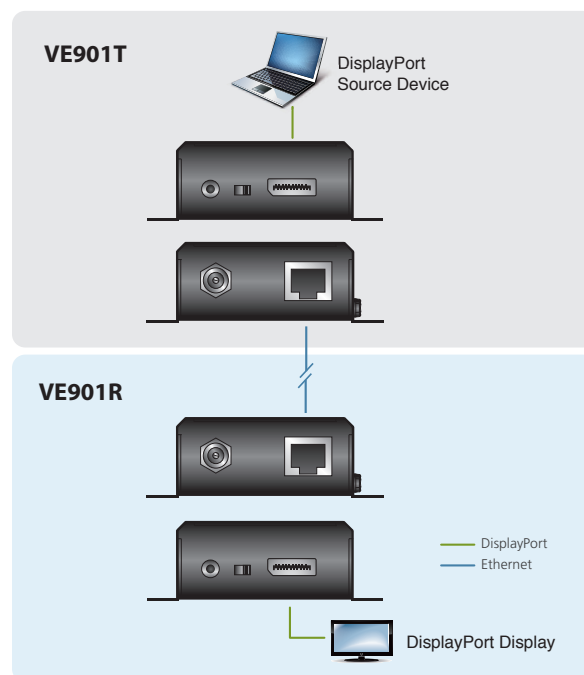 VE901T
DisplayPort
Source Device
VE901R
DisplayPort
Ethernet
DisplayPort Display